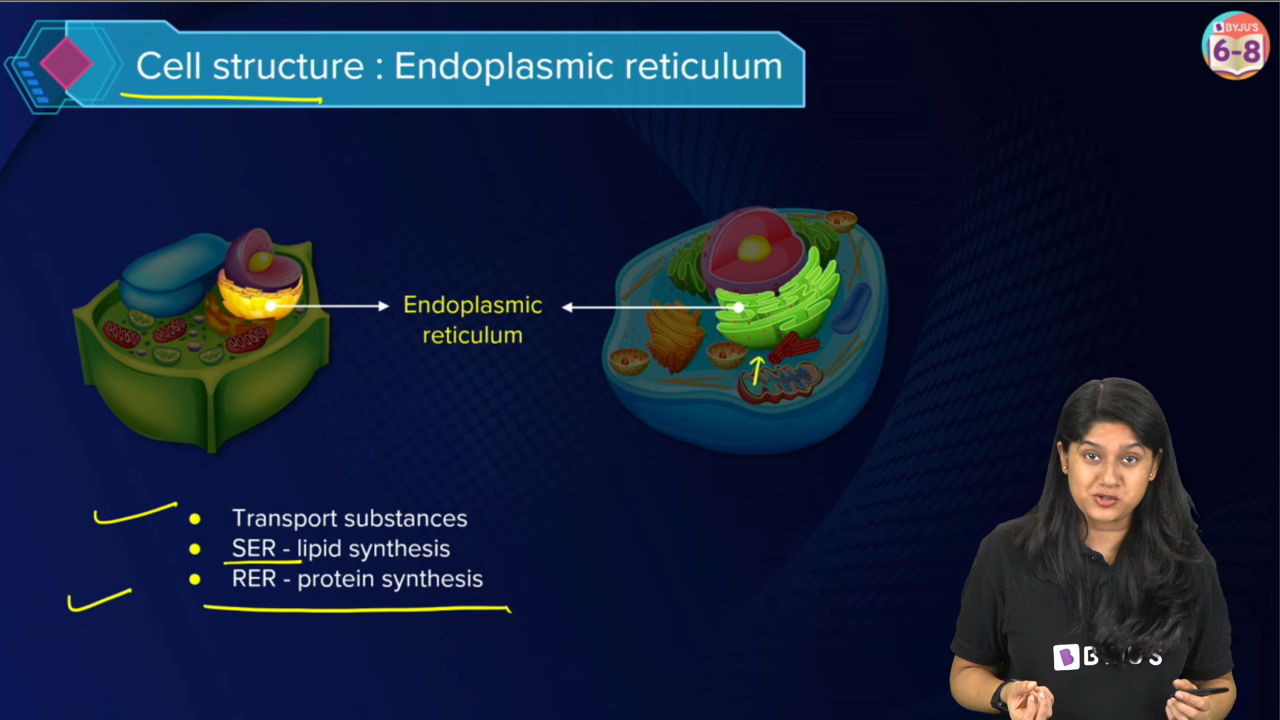 Cell structure : Endoplasmic reticulum
BYJU'S
6-8
Endoplasmic
reticulum
Transport substances
SER - lipid synthesis
RER - protein synthesis